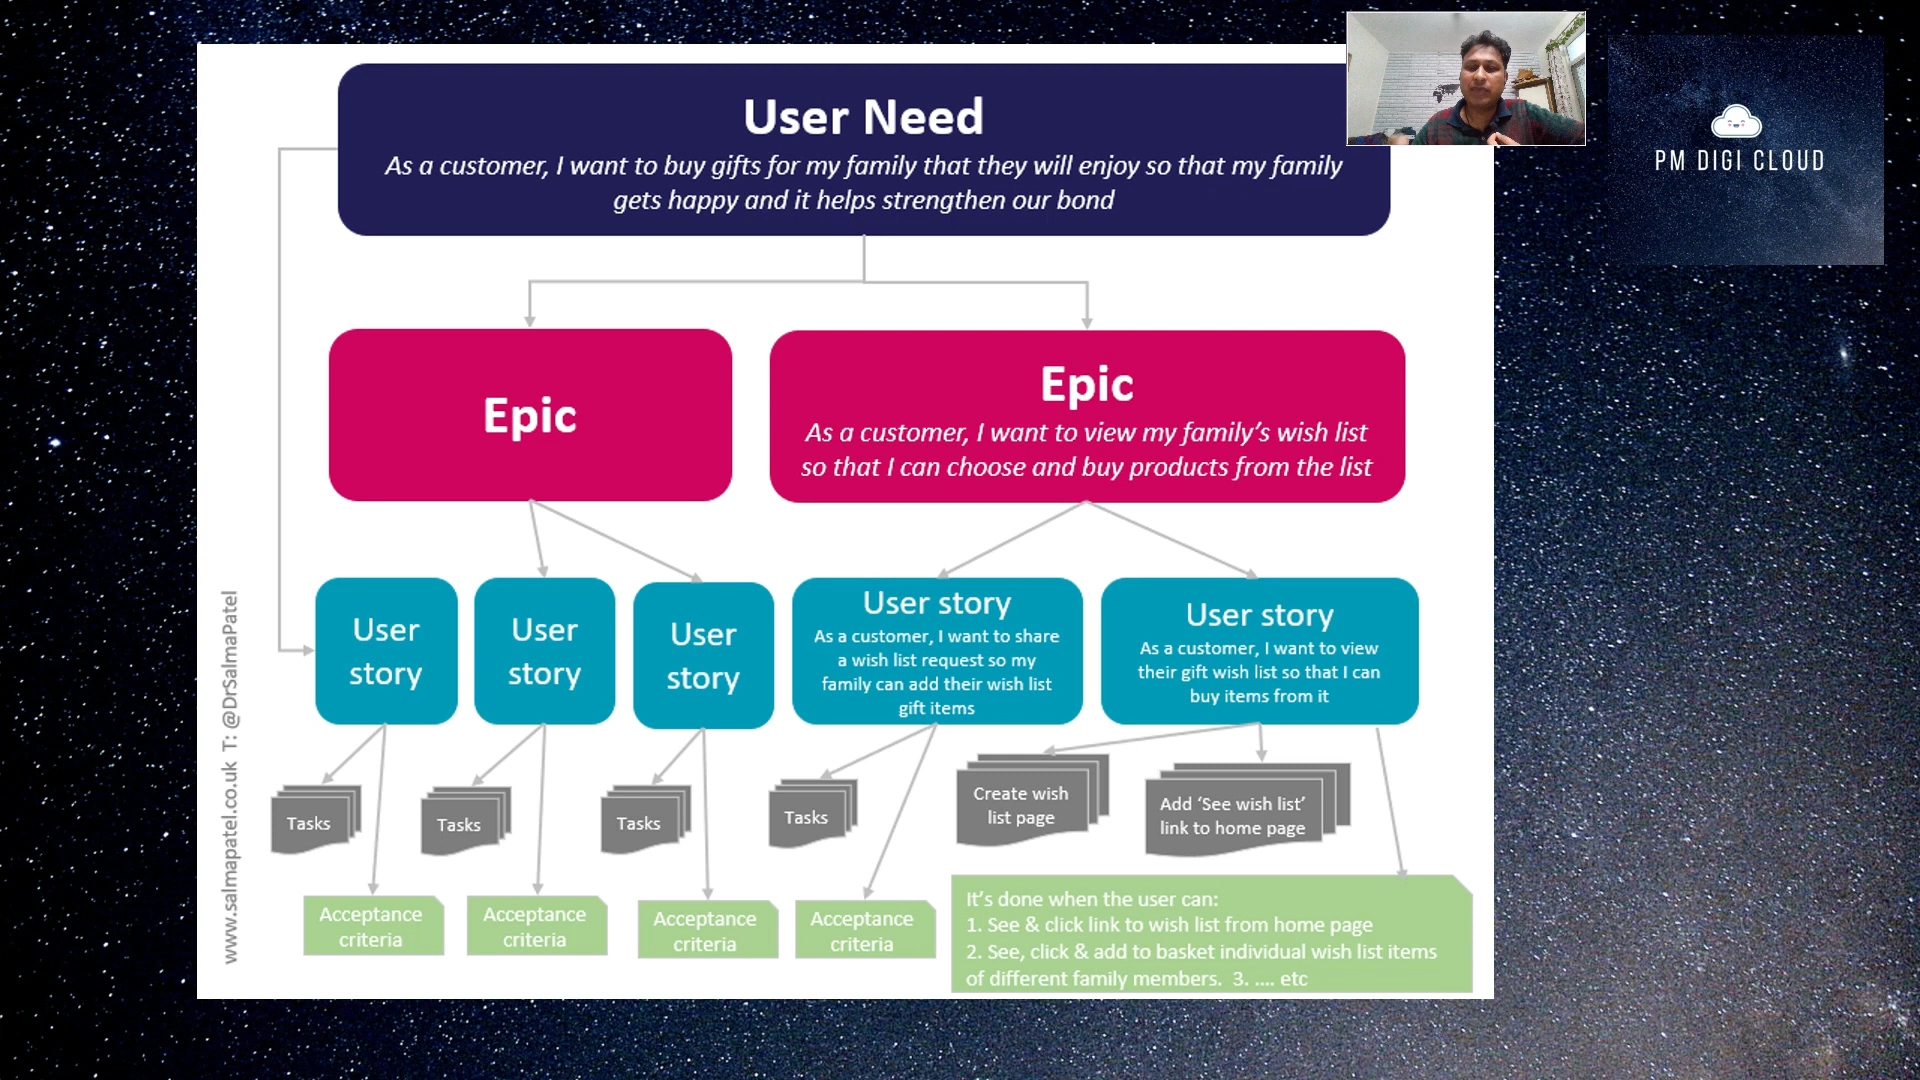 User Need
As a customer, I want to buy gifts for my family that they will enjoy so that my family
gets happy and it helps strengthen our bond
PM DIGI CLOUD
Epic
Epic
As a customer, I want to view my family's wish list
so that I can choose and buy products from the list
User
story
User
story
User
story
User story
As a customer, I want to share
a wish list request so my
family can add their wish list
gift items
User story
As a customer, I want to view
their gift wish list so that I can
buy items from it
Tasks
Tasks
Tasks
Tasks
Create wish
list page
Add ‘See wish list’
link to home page
Acceptance
criteria
Acceptance
criteria
Acceptance
criteria
Acceptance
criteria
It's done when the user can:
1. See & click link to wish list from home page
2. See, click & add to basket individual wish list items
of different family members. 3. .... etc
www.salmapatel.co.uk T: @DrSalmaPatel